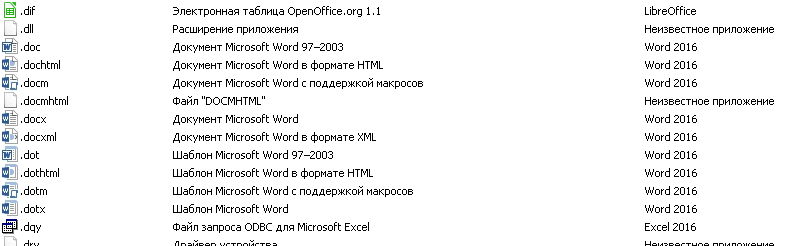 .dif Электронная таблица OpenOffice.org 1.1 LibreOffice
.dll Расширение приложения Неизвестное приложение
.doc Документ Microsoft Word 97–2003 Word 2016
.dochtml Документ Microsoft Word в формате HTML Word 2016
.docm Документ Microsoft Word с поддержкой макросов Word 2016
.docmhtml Файл "DOCMHTML" Неизвестное приложение
.docx Документ Microsoft Word Word 2016
.docxml Документ Microsoft Word в формате XML Word 2016
.dot Шаблон Microsoft Word 97–2003 Word 2016
.dothtml Шаблон Microsoft Word в формате HTML Word 2016
.dotm Шаблон Microsoft Word с поддержкой макросов Word 2016
.dotx Шаблон Microsoft Word Word 2016
.dqy Файл запроса ODBC для Microsoft Excel Excel 2016
.drv Драйвер устройства Неизвестное приложение